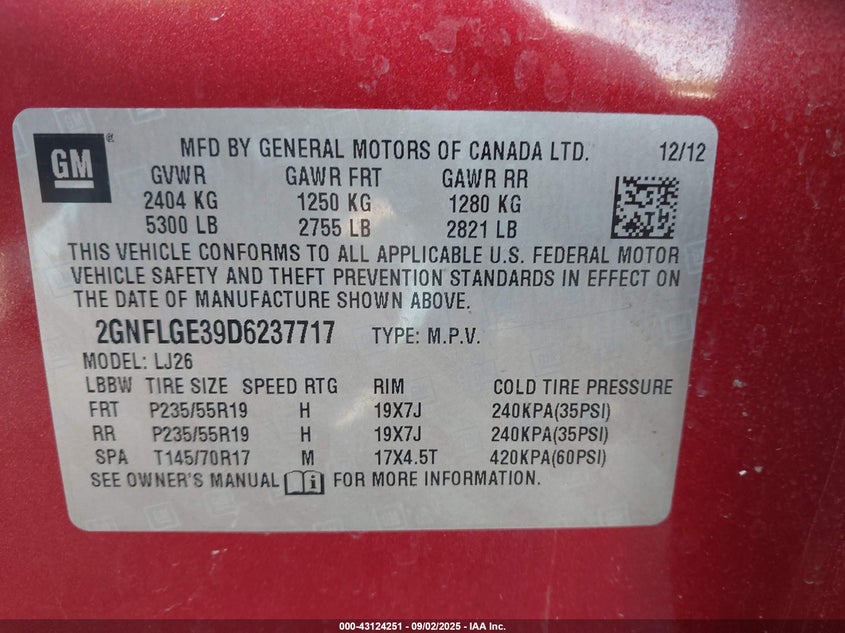 GM
MFD BY GENERAL MOTORS OF CANADA LTD. 12/12
GVWR GAWR FRT GAWR RR
2404 KG 1250 KG 1280 KG
5300 LB 2755 LB 2821 LB
THIS VEHICLE CONFORMS TO ALL APPLICABLE U.S. FEDERAL MOTOR
VEHICLE SAFETY AND THEFT PREVENTION STANDARDS IN EFFECT ON
THE DATE OF MANUFACTURE SHOWN ABOVE.
2GNFLGE39D6237717 TYPE: M.P.V.
MODEL: LJ26
LBBW TIRE SIZE SPEED RTG RIM COLD TIRE PRESSURE
FRT P235/55R19 H 19X7J 240KPA(35PSI)
RR P235/55R19 H 19X7J 240KPA(35PSI)
SPA T145/70R17 M 17X4.5T 420KPA(60PSI)
SEE OWNER'S MANUAL FOR MORE INFORMATION.
000-43124251 - 09/02/2025 - IAA Inc.